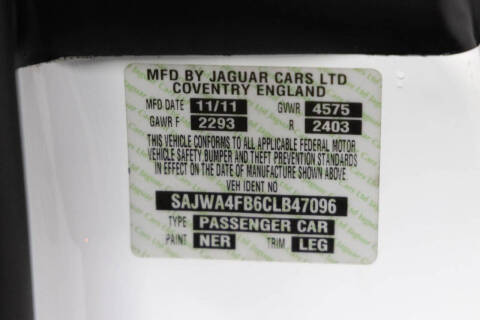 MFD BY JAGUAR CARS LTD
COVENTRY ENGLAND
MFD DATE 11/11 GVWR 4575
GAWR F 2293 R 2403
THIS VEHICLE CONFORMS TO ALL APPLICABLE FEDERAL MOTOR
VEHICLE SAFETY BUMPER AND THEFT PREVENTION STANDARDS
IN EFFECT ON THE DATE OF MANUFACTURE SHOWN ABOVE.
VEH IDENT NO
SAJWA4FB6CLB47096
TYPE PASSENGER CAR
PAINT NER TRIM LEG